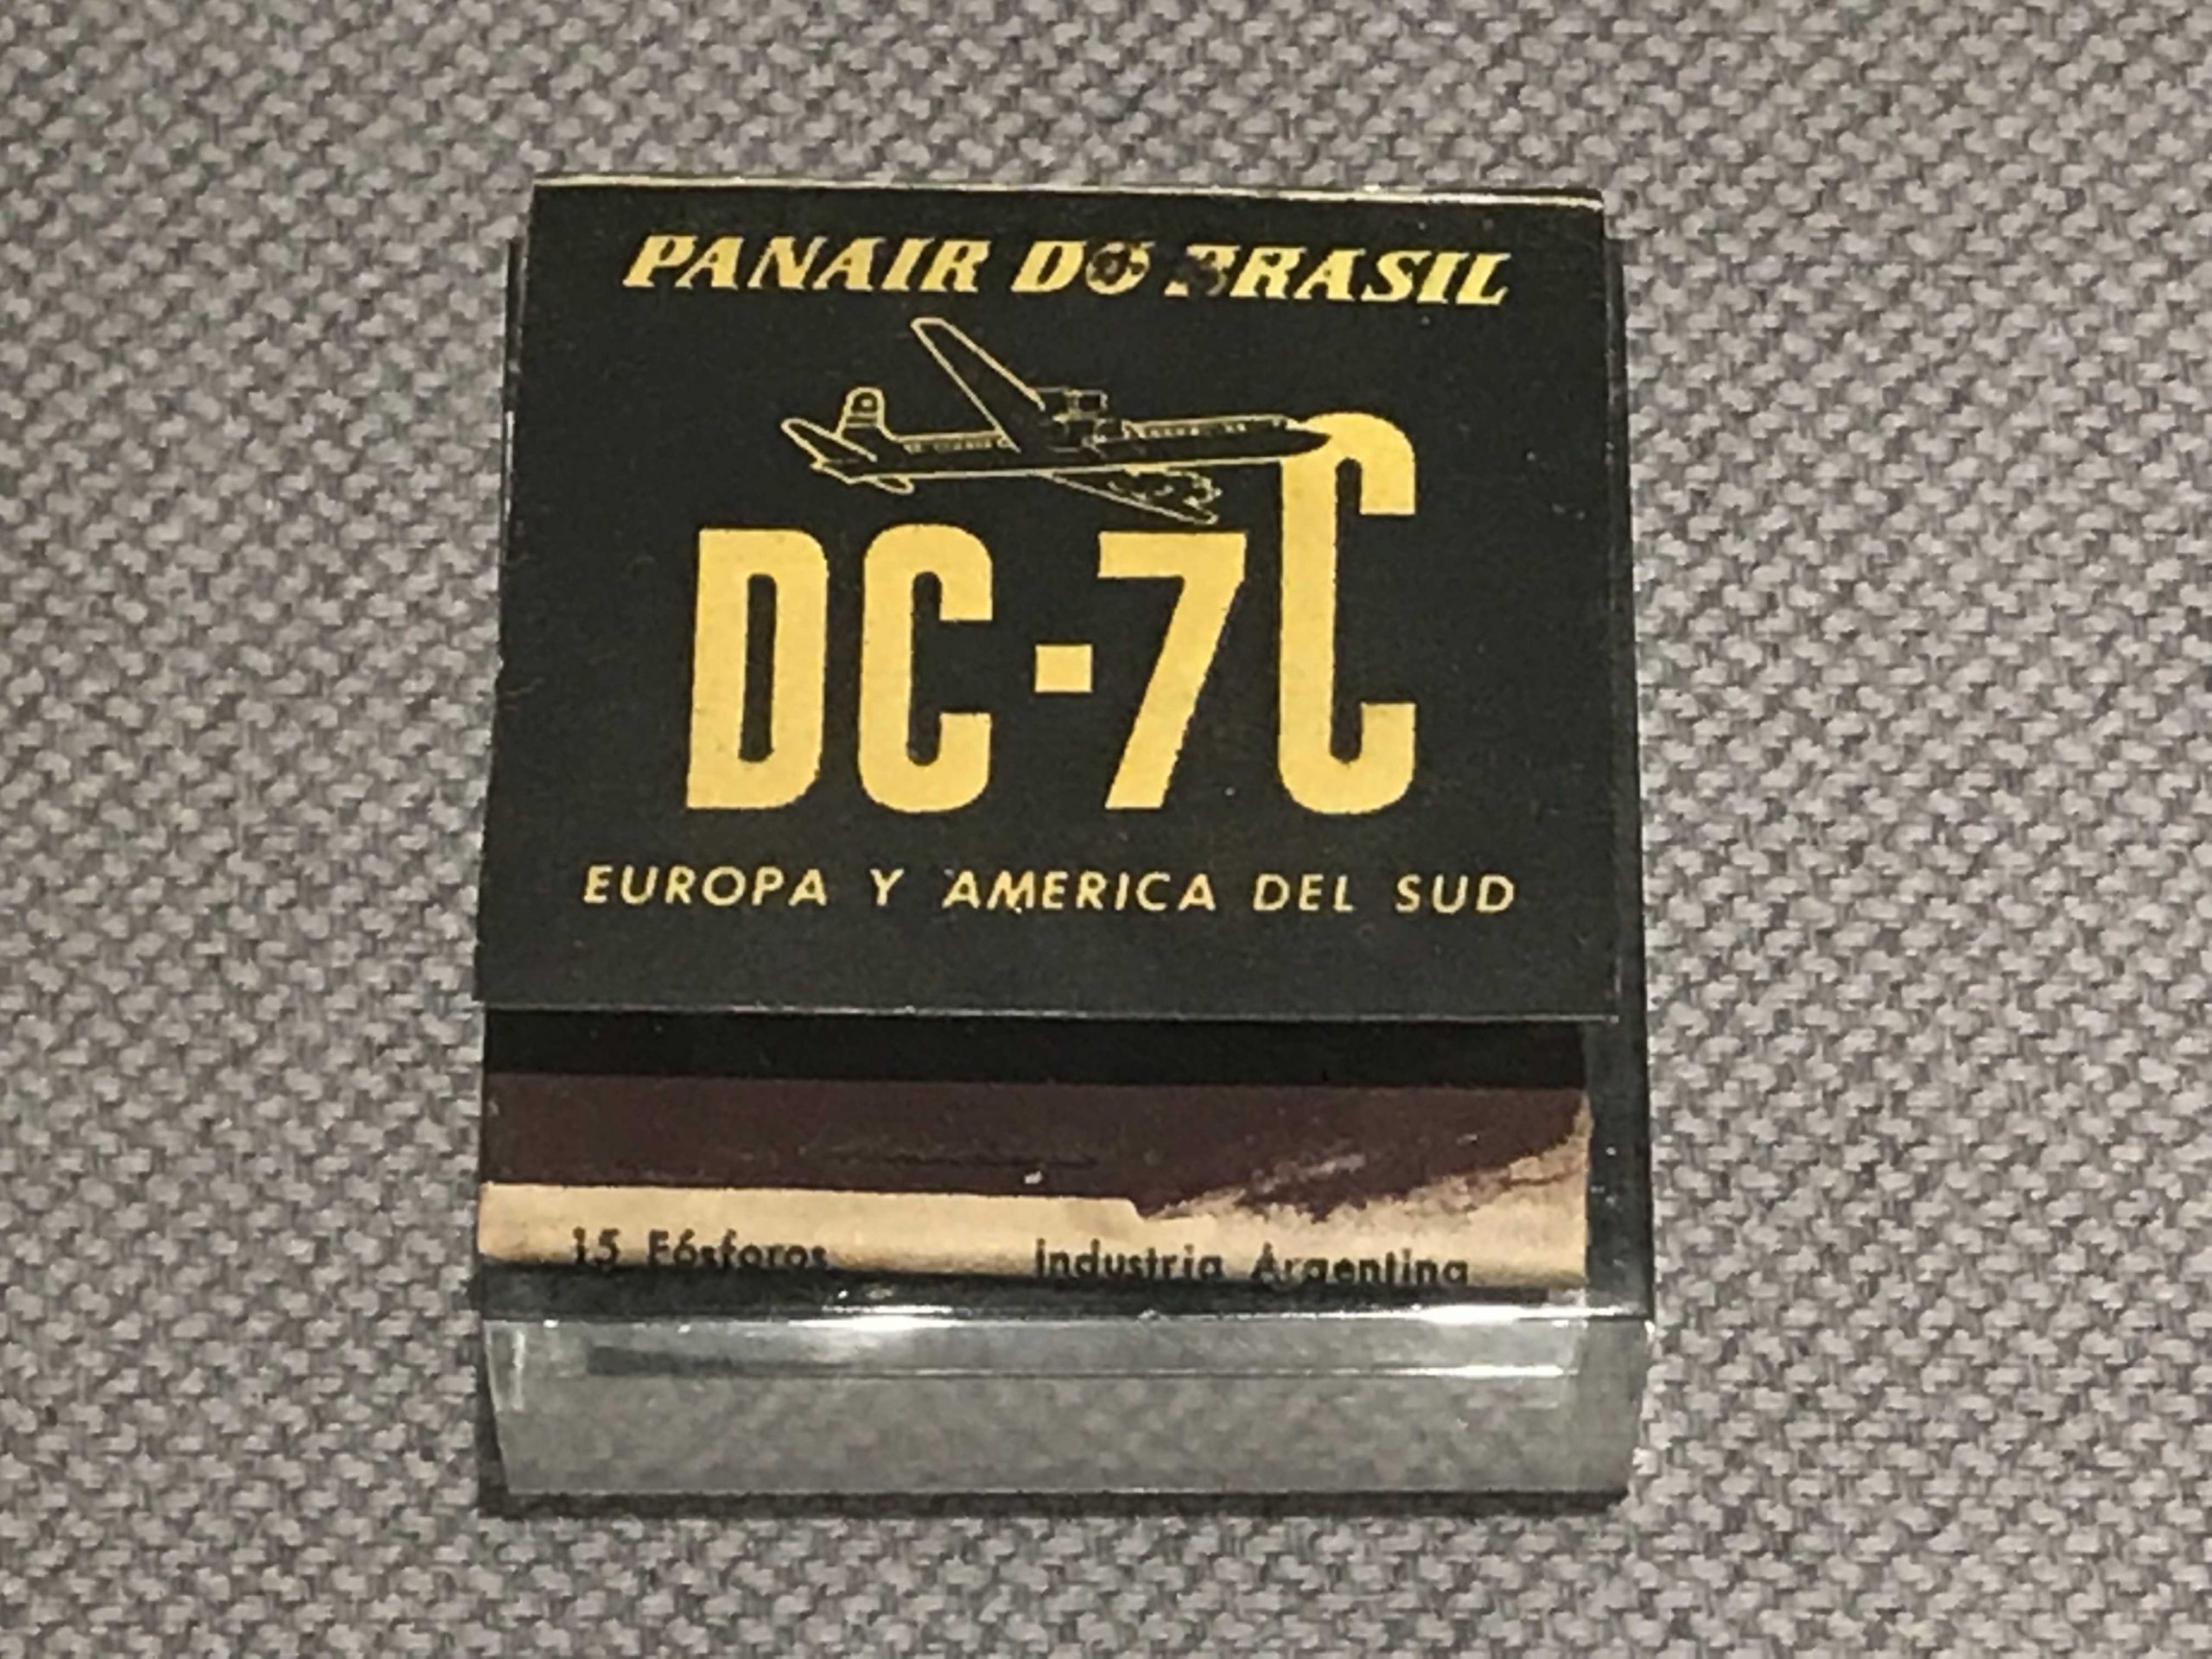 PANAIR DO BRASIL
DC-7C
EUROPA Y AMERICA DEL SUD
15 Fósforos industria Argentina